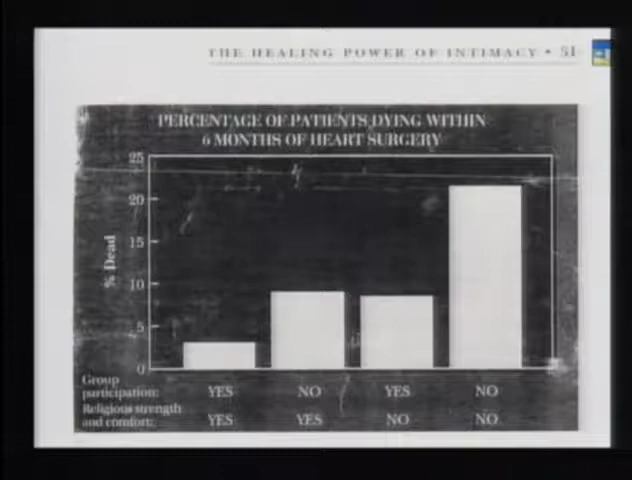 THE HEALING POWER OF INTIMACY • 51
PERCENTAGE OF PATIENTS DYING WITHIN
6 MONTHS OF HEART SURGERY
25
20
15
10
5
0
% Dead
Group
participation: YES NO YES NO
Religious strength
and comfort: YES YES NO NO